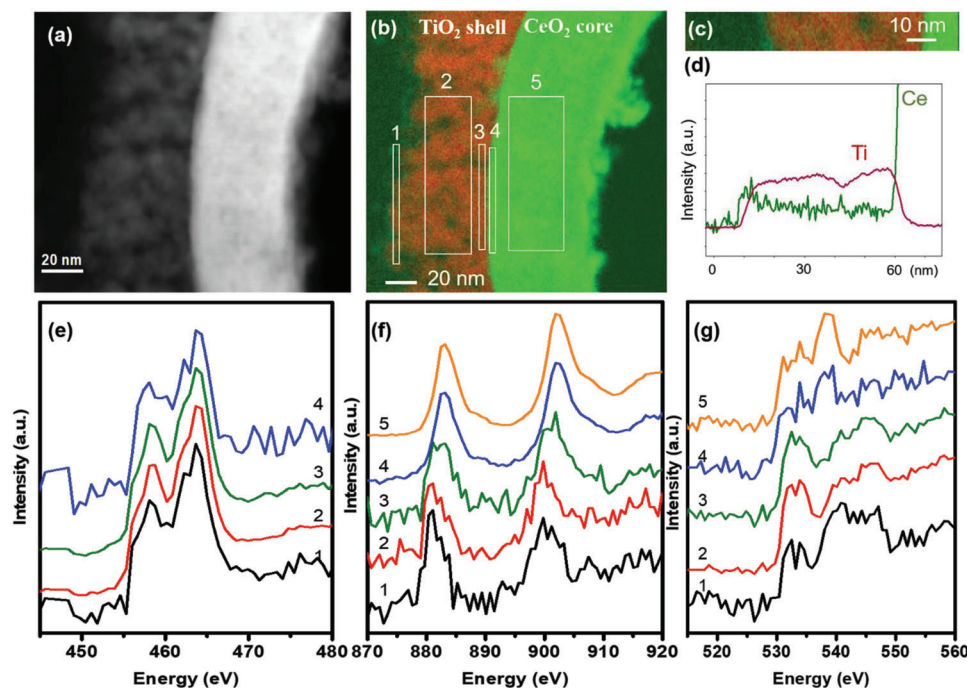 (a)
20 nm
(b)
TiO2 shell
CeO2 core
1
2
3
4
5
20 nm
(c)
10 nm
(d)
Ce
Ti
Intensity (a.u.)
0 30 60 (nm)
(e)
4
3
2
1
Intensity (a.u.)
450 460 470 480
Energy (eV)
(f)
5
4
3
2
1
Intensity (a.u.)
870 880 890 900 910 920
Energy (eV)
(g)
5
4
3
2
1
Intensity (a.u.)
520 530 540 550 560
Energy (eV)